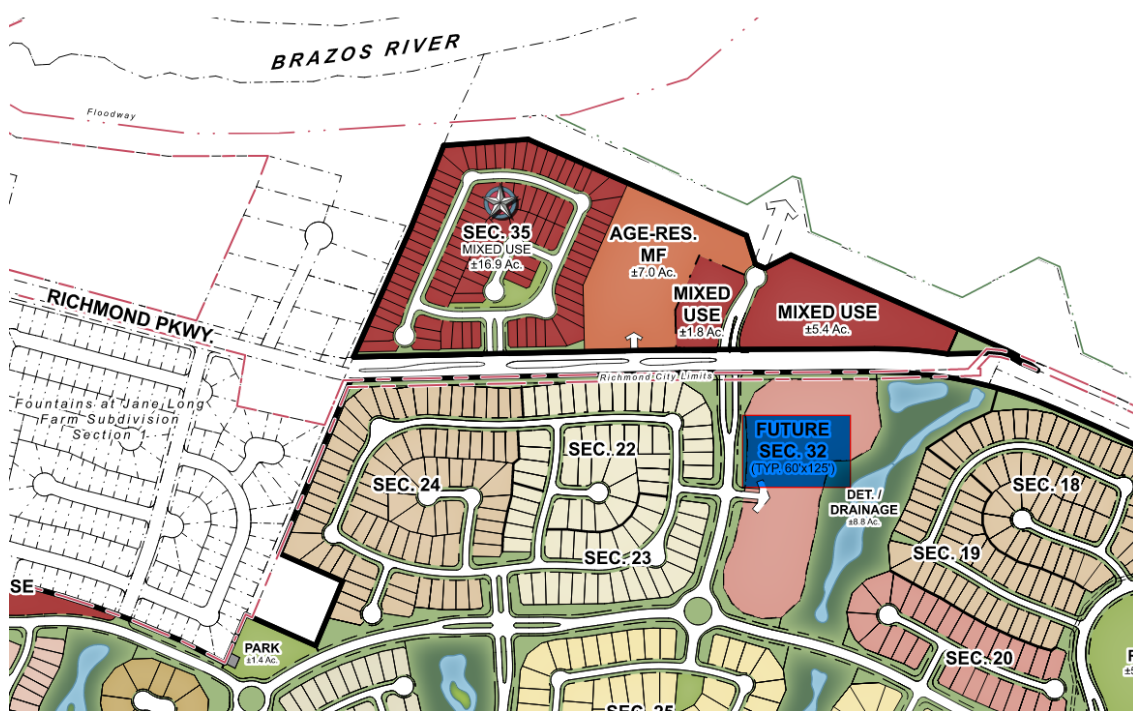 BRAZOS RIVER
Floodway
SEC. 35
MIXED USE
±16.9 Ac.
AGE-RES.
MF
±7.0 Ac.
MIXED
USE
±1.8 Ac.
MIXED USE
±5.4 Ac.
RICHMOND PKWY.
Richmond City Limits
Fountains at Jane Long
Farm Subdivision
Section 1
FUTURE
SEC. 32
(TYP. 60'x125')
SEC. 22
SEC. 24
SEC. 18
DET. /
DRAINAGE
±8.8 Ac.
SEC. 23
SEC. 19
SE
PARK
±1.4 Ac.
SEC. 20
SEC. 25